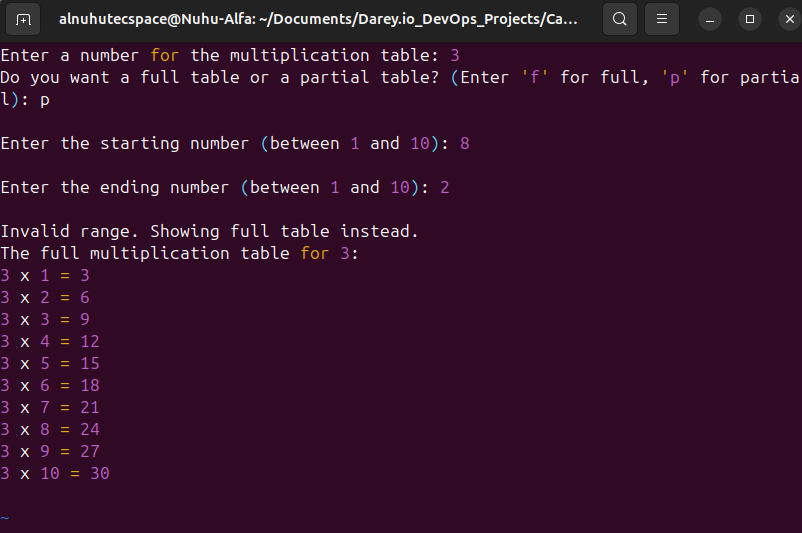 alnuhutecspace@Nuhu-Alfa: ~/Documents/Darey.io_DevOps_Projects/Ca...
Enter a number for the multiplication table: 3
Do you want a full table or a partial table? (Enter 'f' for full, 'p' for partia
l): p
Enter the starting number (between 1 and 10): 8
Enter the ending number (between 1 and 10): 2
Invalid range. Showing full table instead.
The full multiplication table for 3:
3 x 1 = 3
3 x 2 = 6
3 x 3 = 9
3 x 4 = 12
3 x 5 = 15
3 x 6 = 18
3 x 7 = 21
3 x 8 = 24
3 x 9 = 27
3 x 10 = 30
~